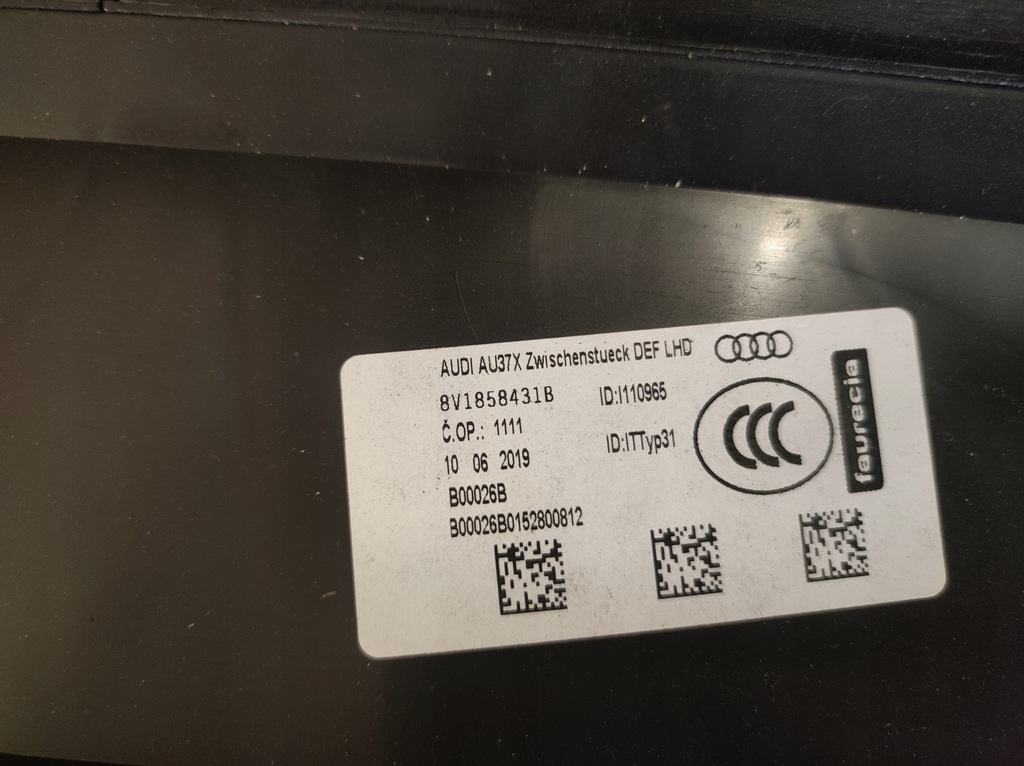 AUDI AU37X Zwischenstueck DEF LHD
8V1858431B ID:I110965
Č.OP.: 1111
ID:ITTyp31
10 06 2019
B00026B
B00026B0152800812
CCC
faurecia